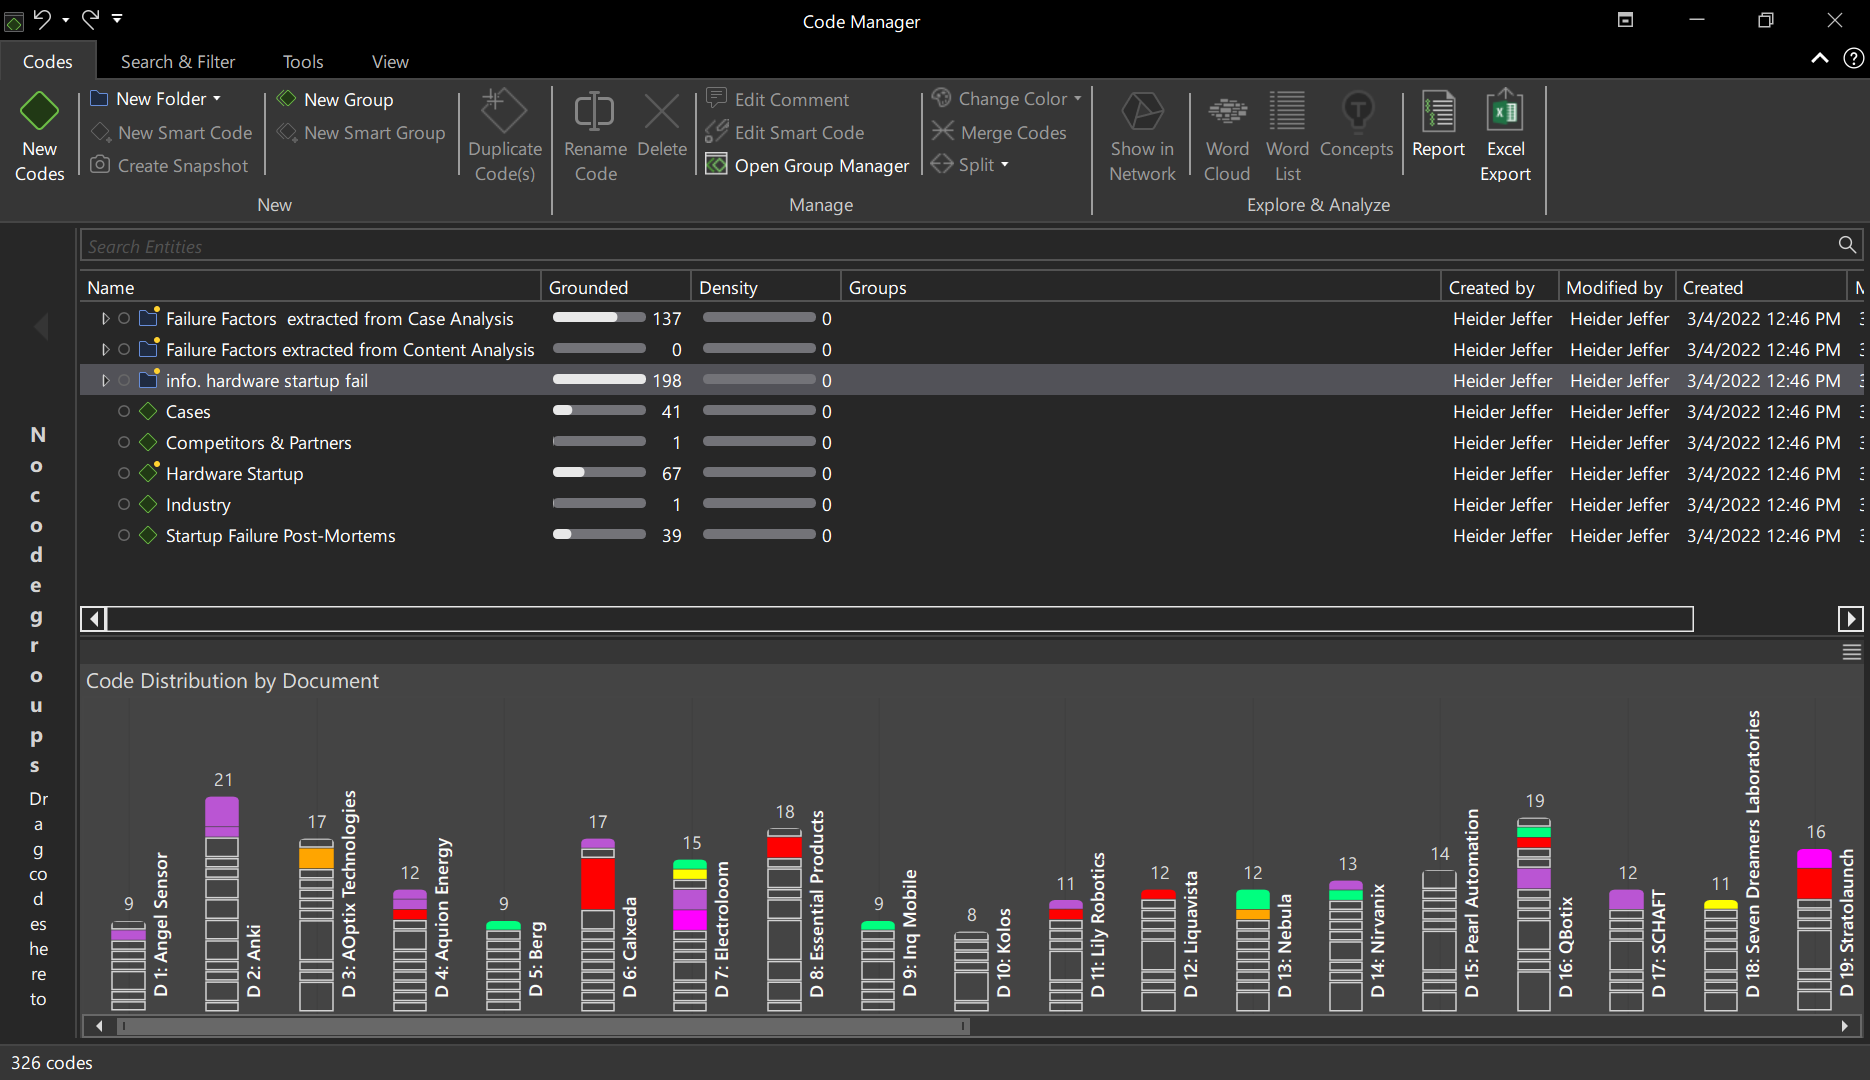 Code Manager
Codes
Search & Filter
Tools
View
New Codes
New Folder
New Smart Code
Create Snapshot
New Group
New Smart Group
New
Duplicate Code(s)
Rename Code
Delete
Edit Comment
Edit Smart Code
Open Group Manager
Change Color
Merge Codes
Split
Manage
Show in Network
Word Cloud
Word List
Concepts
Report
Excel Export
Explore & Analyze
Search Entities
Name Grounded Density Groups Created by Modified by Created
Failure Factors  extracted from Case Analysis 137 0 Heider Jeffer Heider Jeffer 3/4/2022 12:46 PM
Failure Factors extracted from Content Analysis 0 0 Heider Jeffer Heider Jeffer 3/4/2022 12:46 PM
info. hardware startup fail 198 0 Heider Jeffer Heider Jeffer 3/4/2022 12:46 PM
Cases 41 0 Heider Jeffer Heider Jeffer 3/4/2022 12:46 PM
Competitors & Partners 1 0 Heider Jeffer Heider Jeffer 3/4/2022 12:46 PM
Hardware Startup 67 0 Heider Jeffer Heider Jeffer 3/4/2022 12:46 PM
Industry 1 0 Heider Jeffer Heider Jeffer 3/4/2022 12:46 PM
Startup Failure Post-Mortems 39 0 Heider Jeffer Heider Jeffer 3/4/2022 12:46 PM
No code groups
Drag codes here to
Code Distribution by Document
9 D 1: Angel Sensor
21 D 2: Anki
17 D 3: AOptix Technologies
12 D 4: Aquion Energy
9 D 5: Berg
17 D 6: Calxeda
15 D 7: Electroloom
18 D 8: Essential Products
9 D 9: Inq Mobile
8 D 10: Kolos
11 D 11: Lily Robotics
12 D 12: Liquavista
12 D 13: Nebula
13 D 14: Nirvanix
14 D 15: Pearl Automation
19 D 16: QBotix
12 D 17: SCHAFT
11 D 18: Seven Dreamers Laboratories
16 D 19: Stratolaunch
326 codes